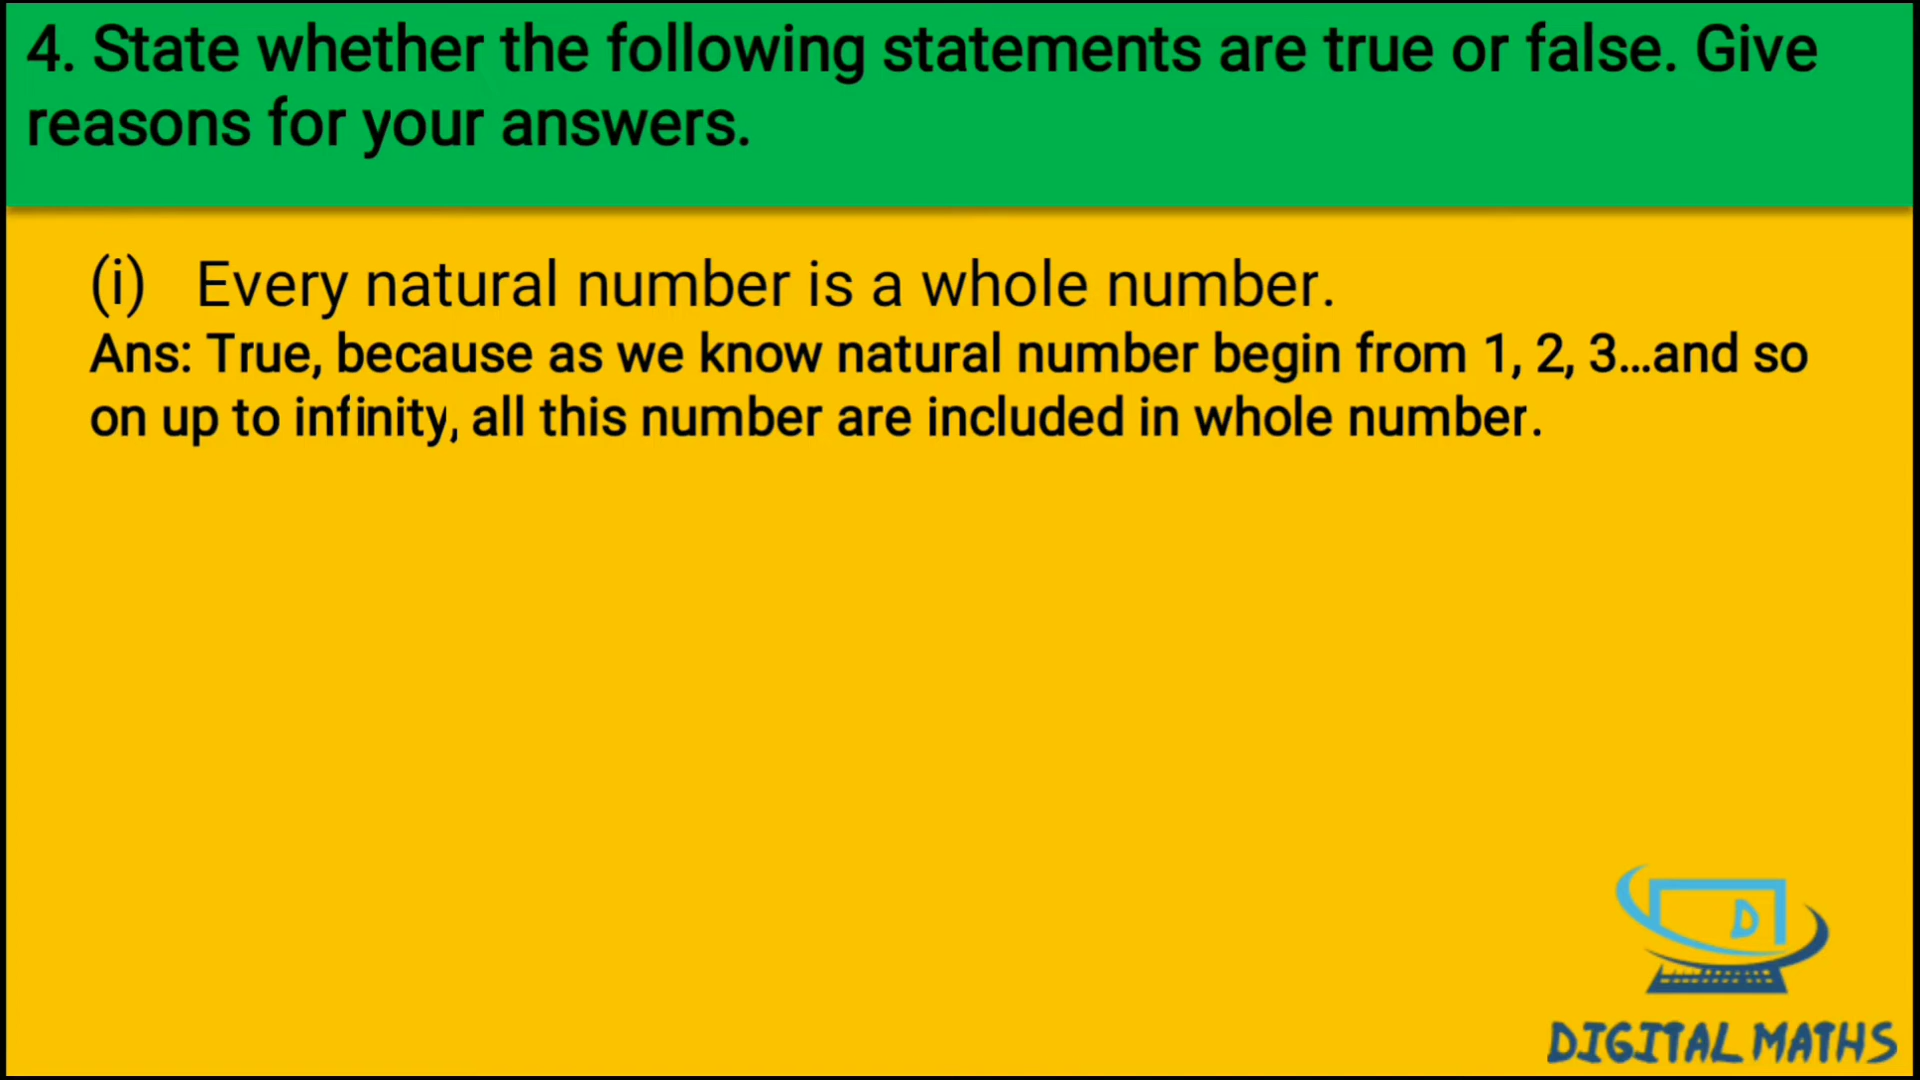 4. State whether the following statements are true or false. Give
reasons for your answers.
(i) Every natural number is a whole number.
Ans: True, because as we know natural number begin from 1, 2, 3...and so
on up to infinity, all this number are included in whole number.
D
DIGITAL MATHS